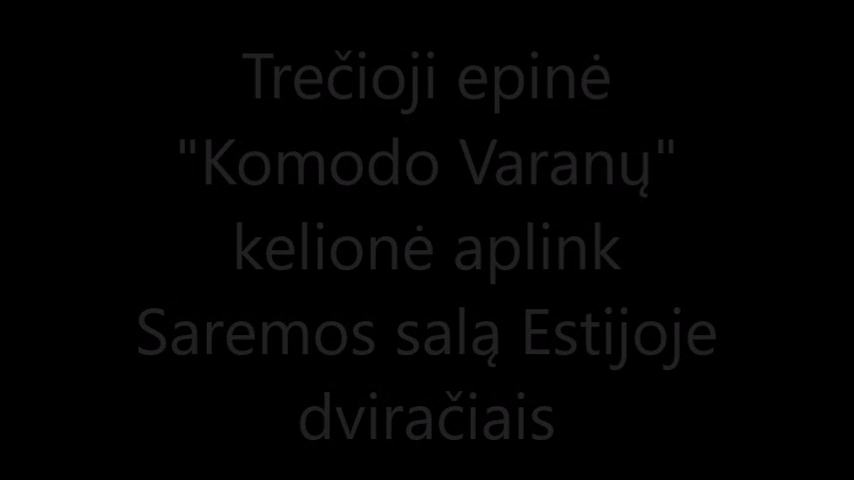 Trečioji epinė
"Komodo Varanų"
kelionė aplink
Saremos salą Estijoje
dviračiais